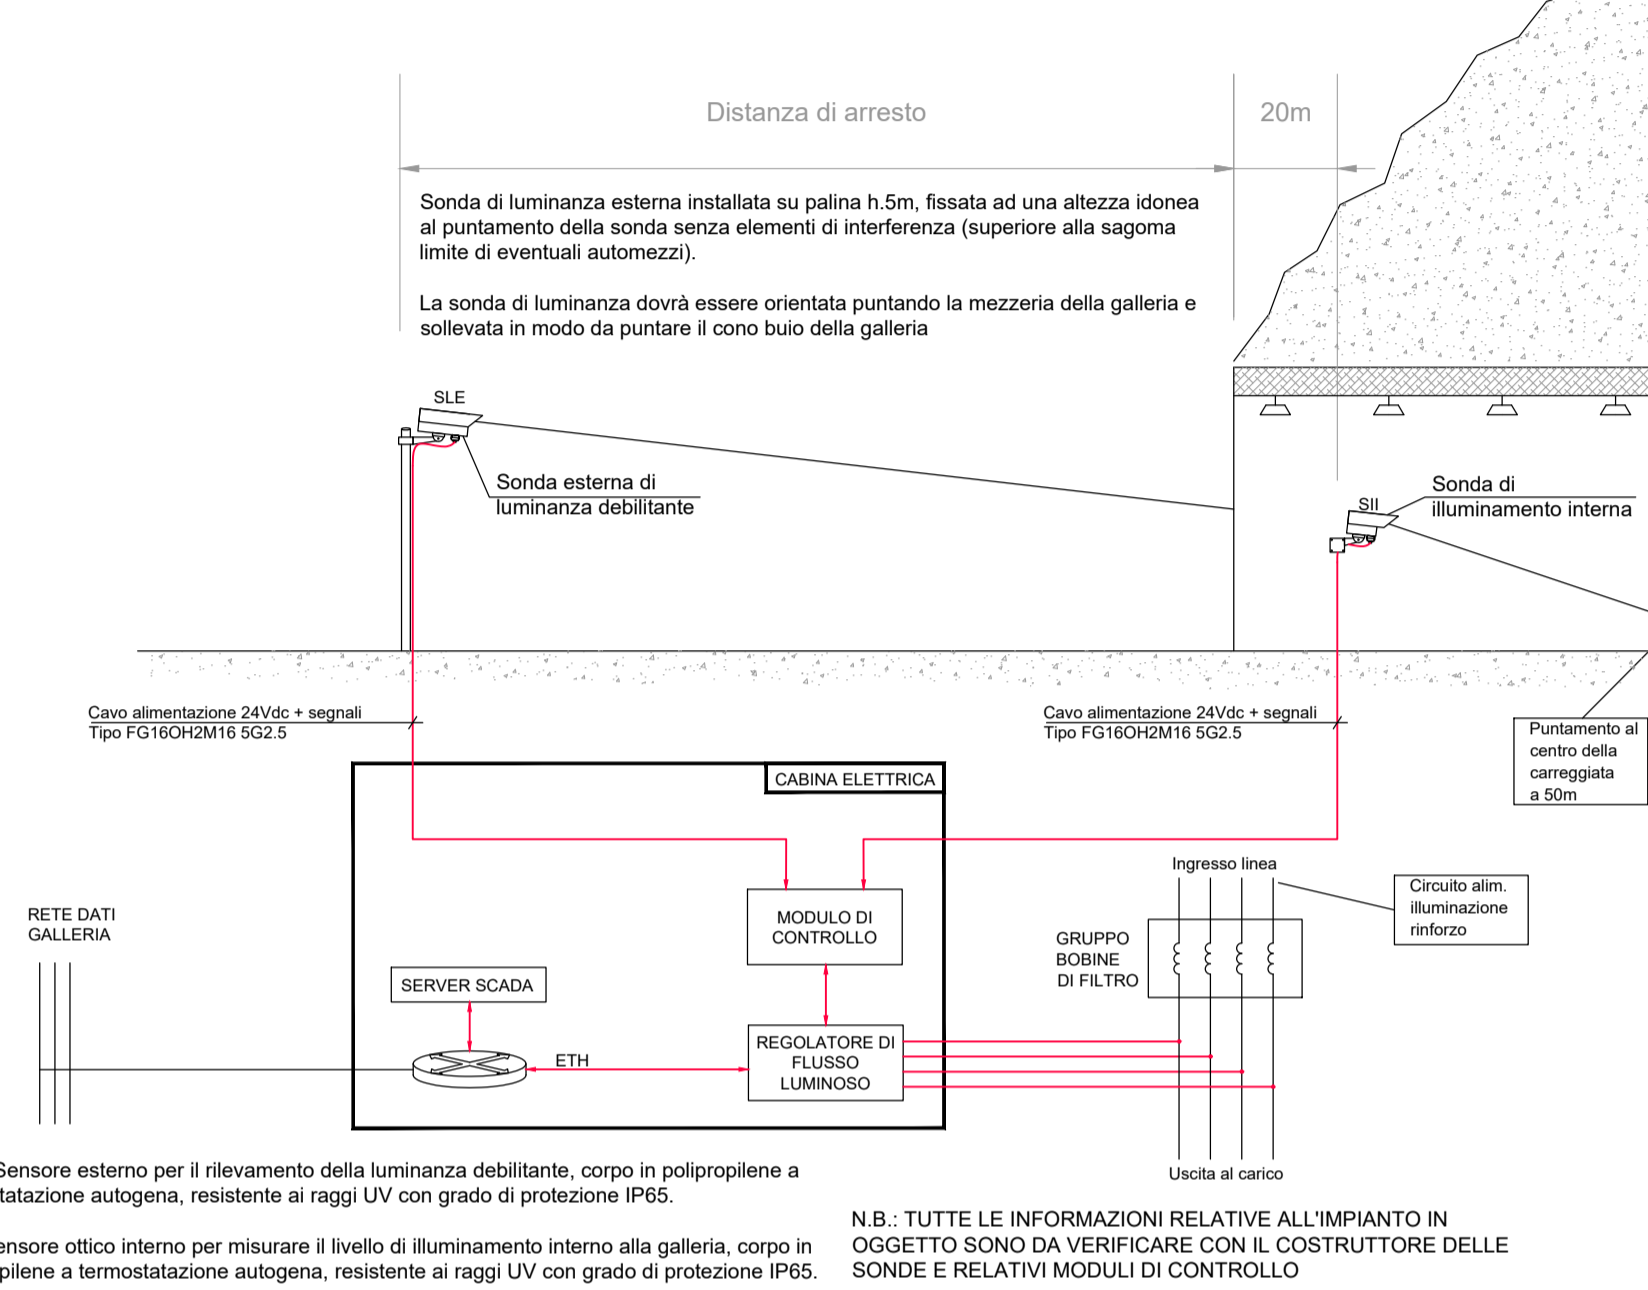 Distanza di arresto
20m
Sonda di luminanza esterna installata su palina h.5m, fissata ad una altezza idonea
al puntamento della sonda senza elementi di interferenza (superiore alla sagoma
limite di eventuali automezzi).
La sonda di luminanza dovrà essere orientata puntando la mezzeria della galleria e
sollevata in modo da puntare il cono buio della galleria
SLE
Sonda esterna di
luminanza debilitante
Sonda di
illuminamento interna
SII
Cavo alimentazione 24Vdc + segnali
Tipo FG16OH2M16 5G2.5
Cavo alimentazione 24Vdc + segnali
Tipo FG16OH2M16 5G2.5
Puntamento al
centro della
carreggiata
a 50m
CABINA ELETTRICA
Ingresso linea
Circuito alim.
illuminazione
rinforzo
RETE DATI
GALLERIA
MODULO DI
CONTROLLO
GRUPPO
BOBINE
DI FILTRO
SERVER SCADA
ETH
REGOLATORE DI
FLUSSO
LUMINOSO
Uscita al carico
Sensore esterno per il rilevamento della luminanza debilitante, corpo in polipropilene a
tatazione autogena, resistente ai raggi UV con grado di protezione IP65.
ensore ottico interno per misurare il livello di illuminamento interno alla galleria, corpo in
pilene a termostatazione autogena, resistente ai raggi UV con grado di protezione IP65.
N.B.: TUTTE LE INFORMAZIONI RELATIVE ALL'IMPIANTO IN
OGGETTO SONO DA VERIFICARE CON IL COSTRUTTORE DELLE
SONDE E RELATIVI MODULI DI CONTROLLO